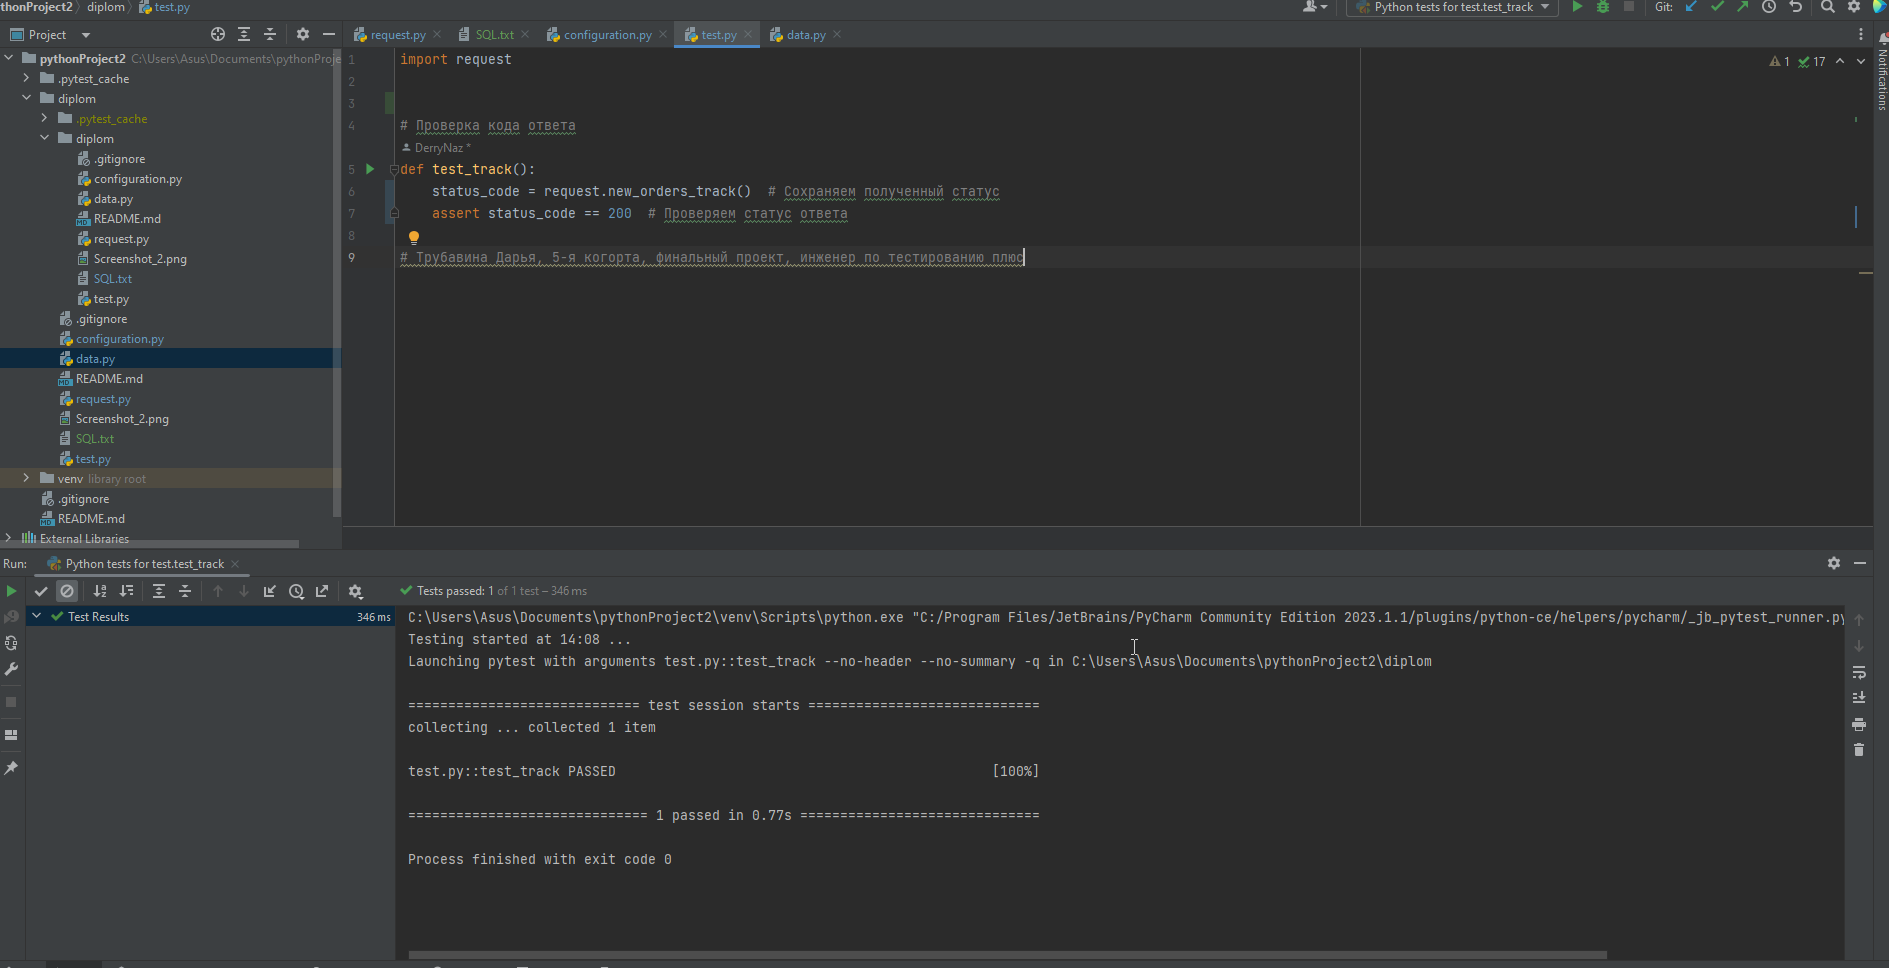 thonProject2 〉 diplom 〉 test.py
Python tests for test.test_track
Git:
Project
request.py
SQL.txt
configuration.py
test.py
data.py
Notifications
pythonProject2 C:\Users\Asus\Documents\pythonProje
.pytest_cache
diplom
.pytest_cache
diplom
.gitignore
configuration.py
data.py
README.md
request.py
Screenshot_2.png
SQL.txt
test.py
.gitignore
configuration.py
data.py
README.md
request.py
Screenshot_2.png
SQL.txt
test.py
venv library root
.gitignore
README.md
External Libraries
1 17
1 import request
2
3
4 # Проверка кода ответа
DerryNaz *
5 def test_track():
6 status_code = request.new_orders_track() # Сохраняем полученный статус
7 assert status_code == 200 # Проверяем статус ответа
8
9 # Трубавина Дарья, 5-я когорта, финальный проект, инженер по тестированию плюс
Run: Python tests for test.test_track
Tests passed: 1 of 1 test – 346 ms
Test Results 346 ms
C:\Users\Asus\Documents\pythonProject2\venv\Scripts\python.exe "C:/Program Files/JetBrains/PyCharm Community Edition 2023.1.1/plugins/python-ce/helpers/pycharm/_jb_pytest_runner.py
Testing started at 14:08 ...
Launching pytest with arguments test.py::test_track --no-header --no-summary -q in C:\Users\Asus\Documents\pythonProject2\diplom
============================= test session starts =============================
collecting ... collected 1 item
test.py::test_track PASSED [100%]
============================== 1 passed in 0.77s ==============================
Process finished with exit code 0